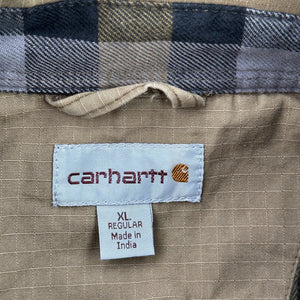 carhartt
XL
REGULAR
Made in
India